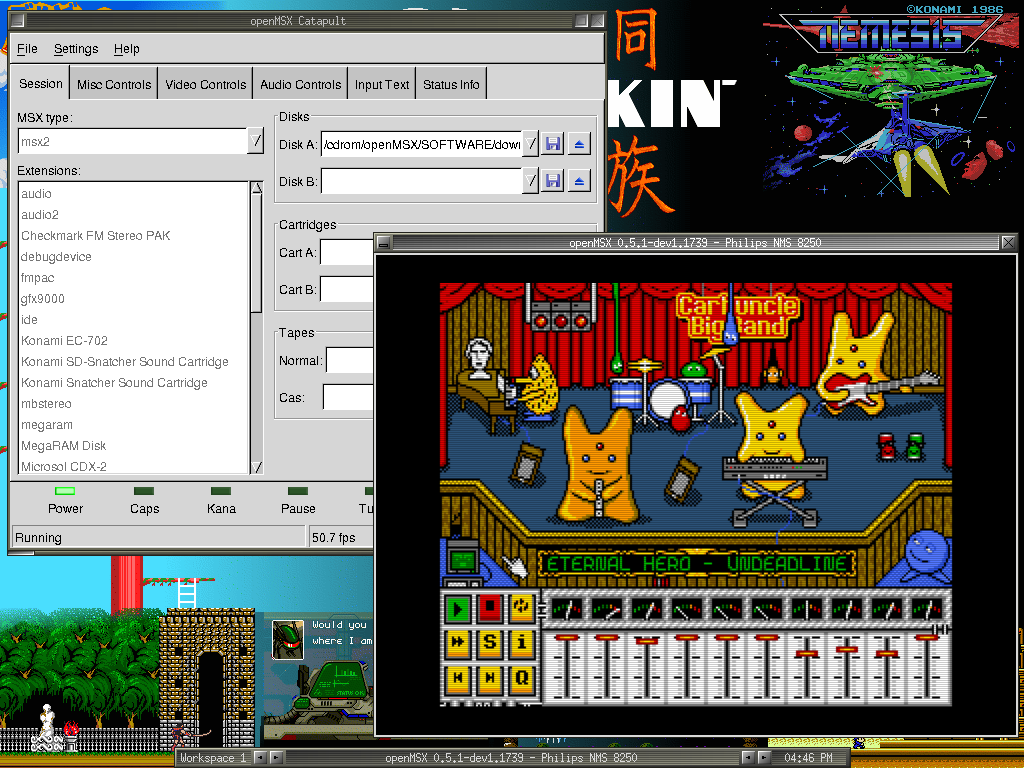 openMSX Catapult
File Settings Help
Session Misc Controls Video Controls Audio Controls Input Text Status Info
MSX type:
msx2
Extensions:
audio
audio2
Checkmark FM Stereo PAK
debugdevice
fmpac
gfx9000
ide
Konami EC-702
Konami SD-Snatcher Sound Cartridge
Konami Snatcher Sound Cartridge
mbstereo
megaram
MegaRAM Disk
Microsol CDX-2
Disks
Disk A: /cdrom/openMSX/SOFTWARE/dow
Disk B:
Cartridges
Cart A:
Cart B:
Tapes
Normal:
Cas:
Power Caps Kana Pause Tu
Running 50.7 fps
同
KIN
族
©KONAMI 1986
NEMESIS
openMSX 0.5.1-dev1.1739 - Philips NMS 8250
Carbuncle
BigBand
ETERNAL HERO - UNDEADLINE
S i
Q
Would you
where I am
Workspace 1
openMSX 0.5.1-dev1.1739 - Philips NMS 8250
04:46 PM